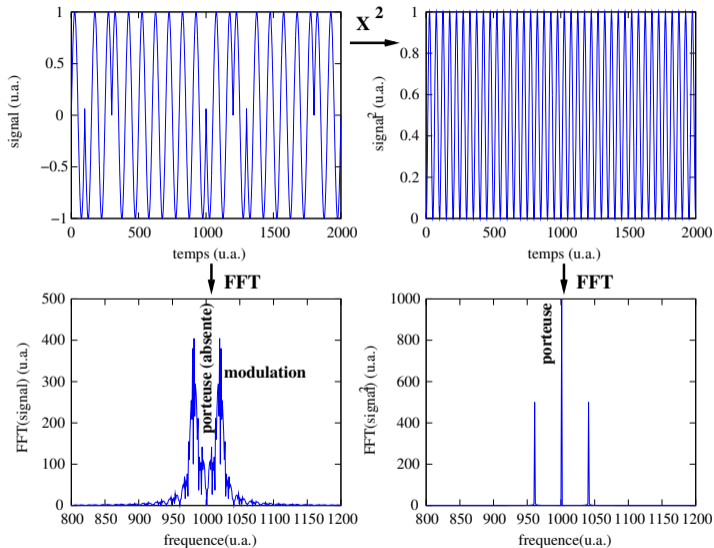 X 2
1
0.5
0
−0.5
−1
signal (u.a.)
0 500 1000 1500 2000
temps (u.a.)
1
0.8
0.6
0.4
0.2
0
signal2 (u.a.)
0 500 1000 1500 2000
temps (u.a.)
FFT
FFT
500
400
300
200
100
0
FFT(signal) (u.a.)
porteuse (absente)
modulation
800 850 900 950 1000 1050 1100 1150 1200
frequence(u.a.)
1000
800
600
400
200
0
FFT(signal2) (u.a.)
porteuse
800 850 900 950 1000 1050 1100 1150 1200
frequence(u.a.)